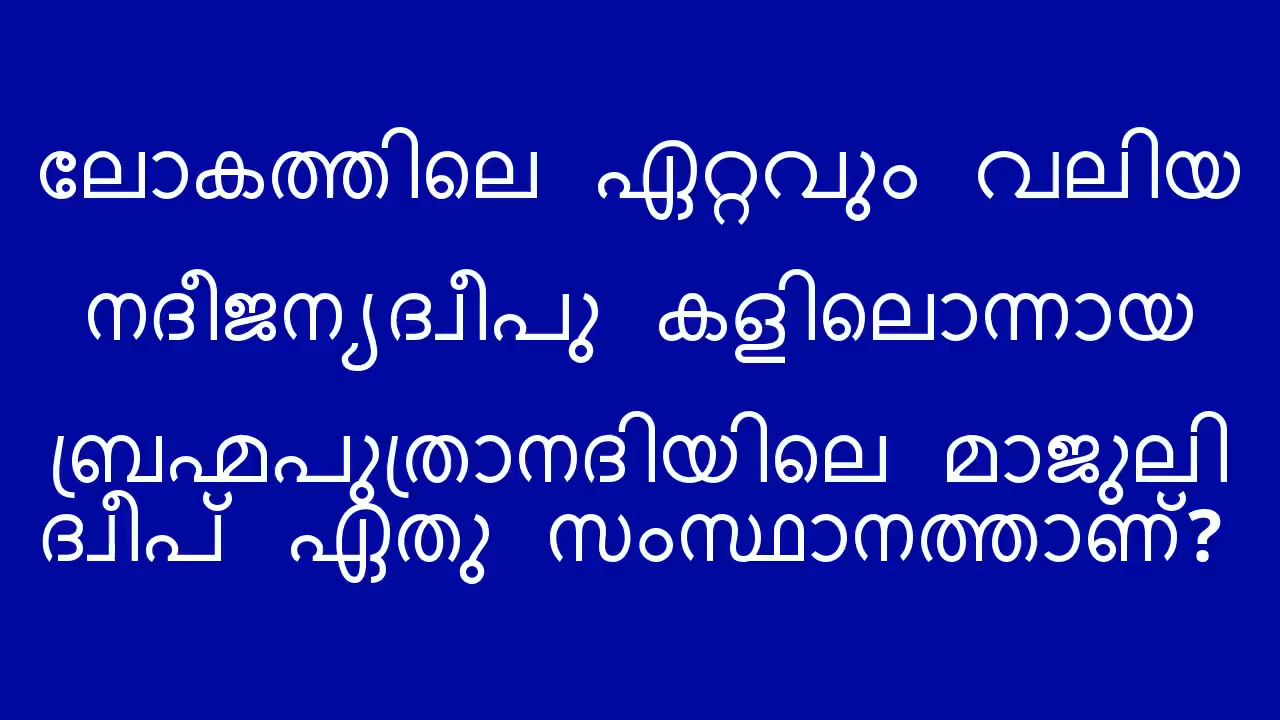 ലോകത്തിലെ ഏറ്റവും വലിയ
നദീജന്യദ്വീപു കളിലൊന്നായ
ബ്രഹ്മപുത്രാനദിയിലെ മാജുലി
ദ്വീപ് ഏതു സംസ്ഥാനത്താണ്?